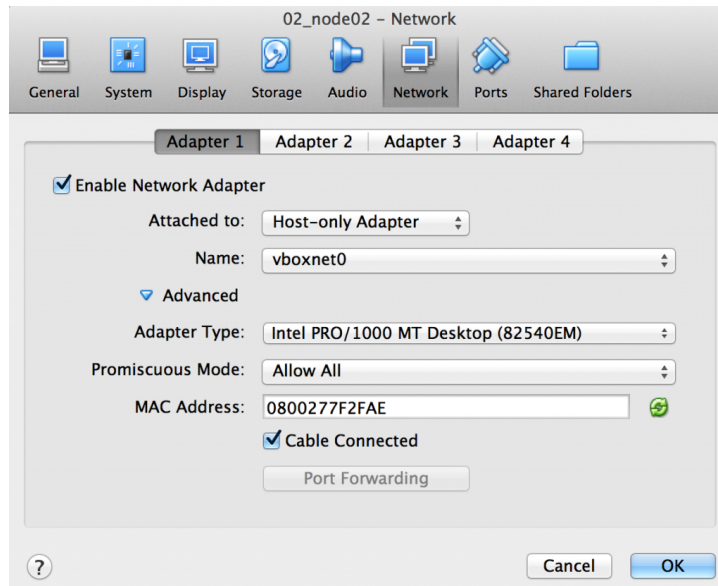 02_node02 – Network
General System Display Storage Audio Network Ports Shared Folders
Adapter 1 Adapter 2 Adapter 3 Adapter 4
Enable Network Adapter
Attached to: Host-only Adapter
Name: vboxnet0
Advanced
Adapter Type: Intel PRO/1000 MT Desktop (82540EM)
Promiscuous Mode: Allow All
MAC Address: 0800277F2FAE
Cable Connected
Port Forwarding
? Cancel OK